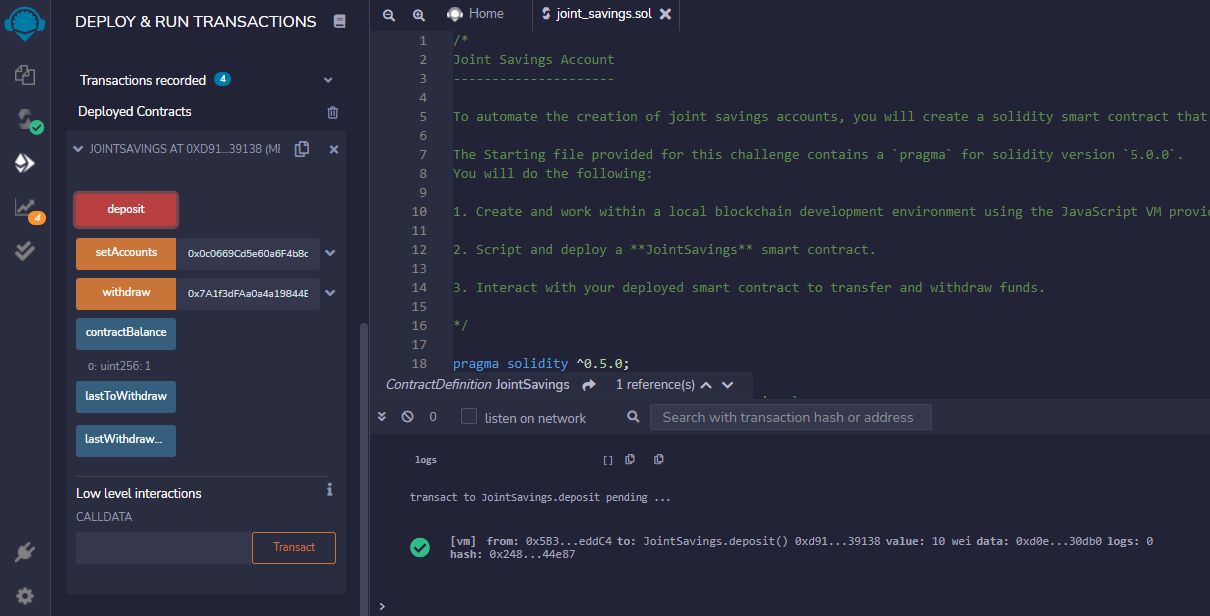 DEPLOY & RUN TRANSACTIONS
Transactions recorded 4
Deployed Contracts
JOINTSAVINGS AT 0XD91...39138 (MI
deposit
setAccounts 0x0c0669Cd5e60a6F4b8c
withdraw 0x7A1f3dFAa0a4a19844E
contractBalance
0: uint256: 1
lastToWithdraw
lastWithdraw...
Low level interactions
CALLDATA
Transact
4
Home joint_savings.sol
1 /*
2 Joint Savings Account
3 ---------------------
4
5 To automate the creation of joint savings accounts, you will create a solidity smart contract that
6
7 The Starting file provided for this challenge contains a `pragma` for solidity version `5.0.0`.
8 You will do the following:
9
10 1. Create and work within a local blockchain development environment using the JavaScript VM provi
11
12 2. Script and deploy a **JointSavings** smart contract.
13
14 3. Interact with your deployed smart contract to transfer and withdraw funds.
15
16 */
17
18 pragma solidity ^0.5.0;
ContractDefinition JointSavings 1 reference(s)
0 listen on network Search with transaction hash or address
logs []
transact to JointSavings.deposit pending ...
[vm] from: 0x5B3...eddC4 to: JointSavings.deposit() 0xd91...39138 value: 10 wei data: 0xd0e...30db0 logs: 0
hash: 0x248...44e87
>